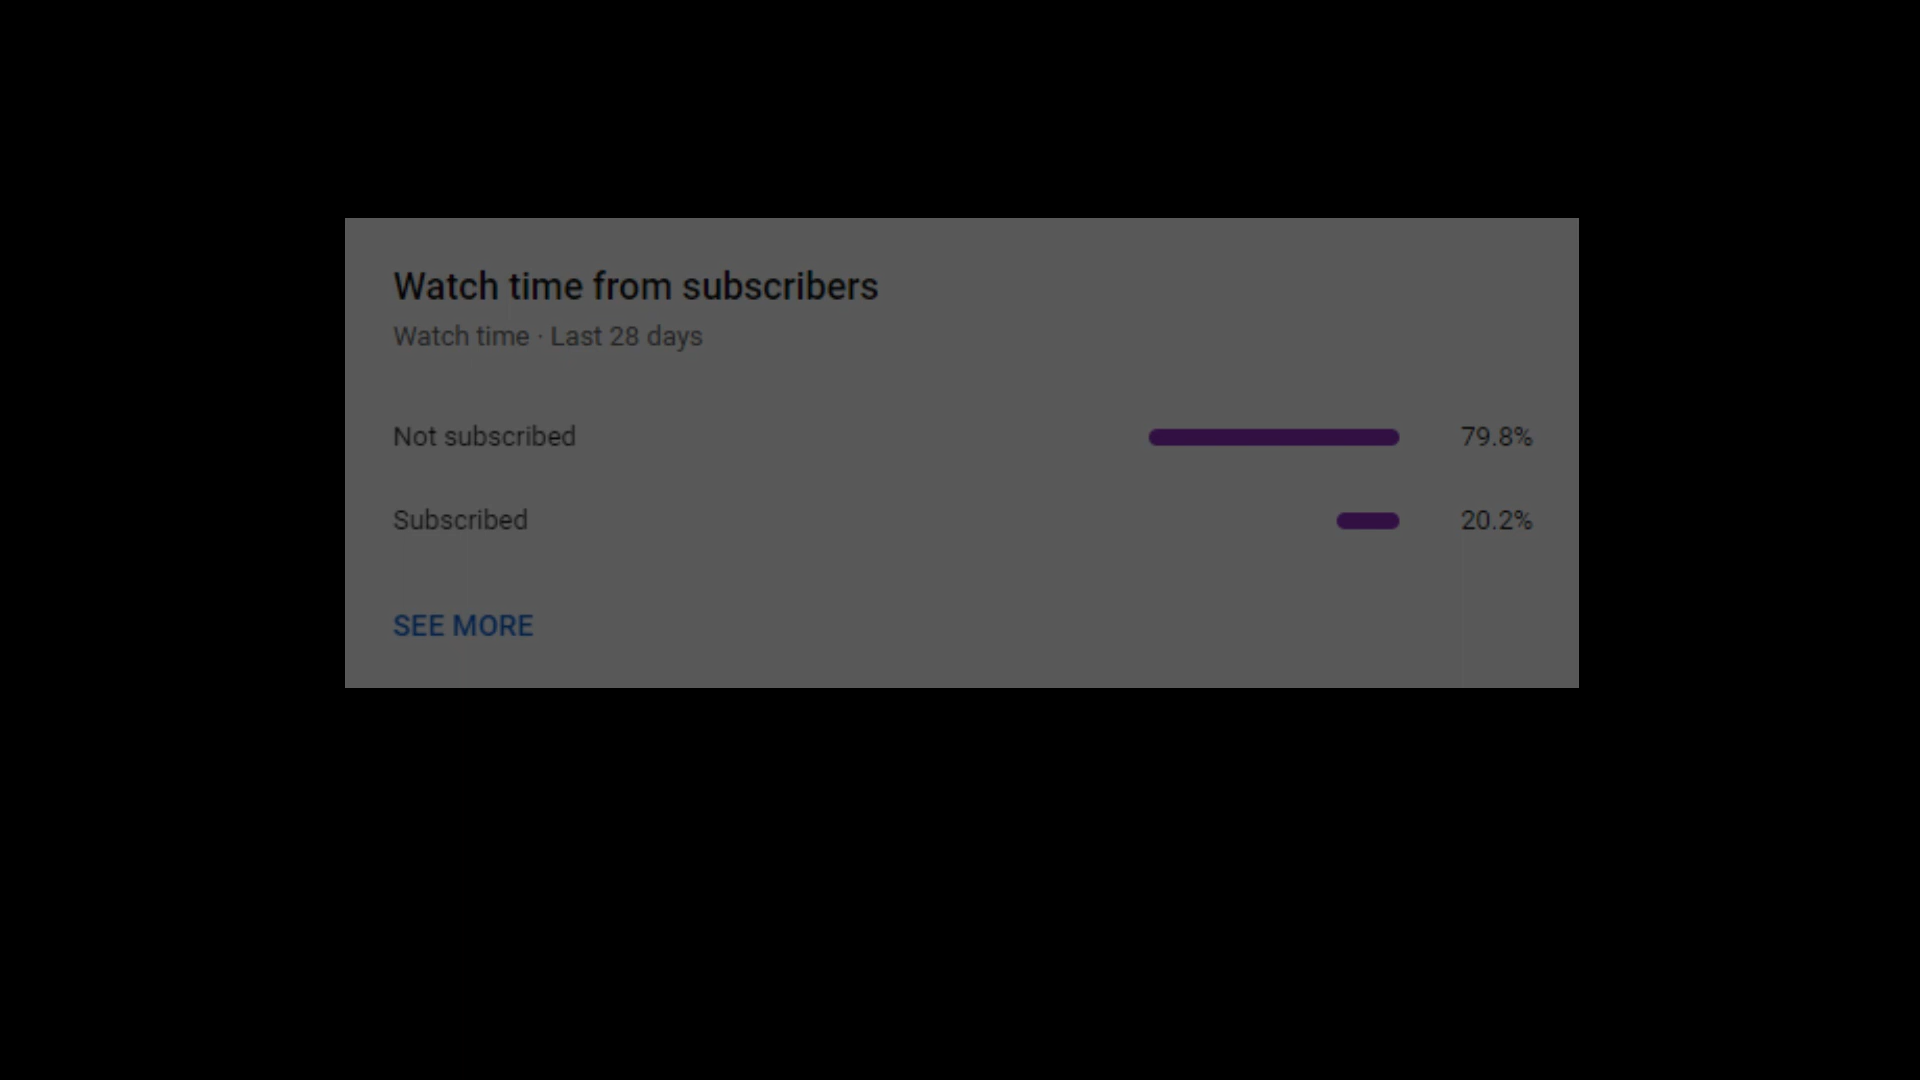 Watch time from subscribers
Watch time · Last 28 days
Not subscribed 79.8%
Subscribed 20.2%
SEE MORE